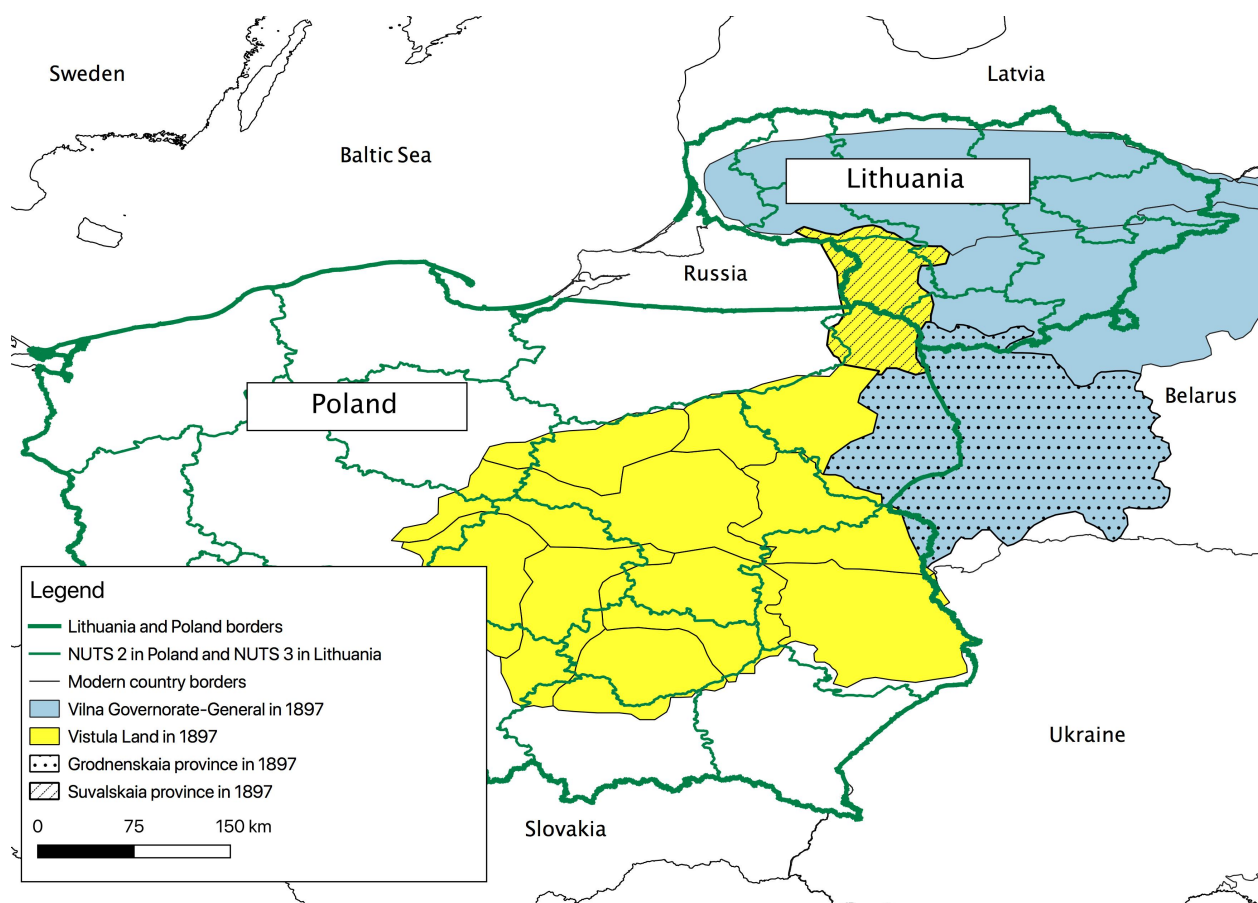 Sweden
Latvia
Baltic Sea
Lithuania
Russia
Belarus
Poland
Legend
Lithuania and Poland borders
NUTS 2 in Poland and NUTS 3 in Lithuania
Modern country borders
Vilna Governorate-General in 1897
Vistula Land in 1897
Ukraine
Grodnenskaia province in 1897
Suvalskaia province in 1897
0 75 150 km
Slovakia